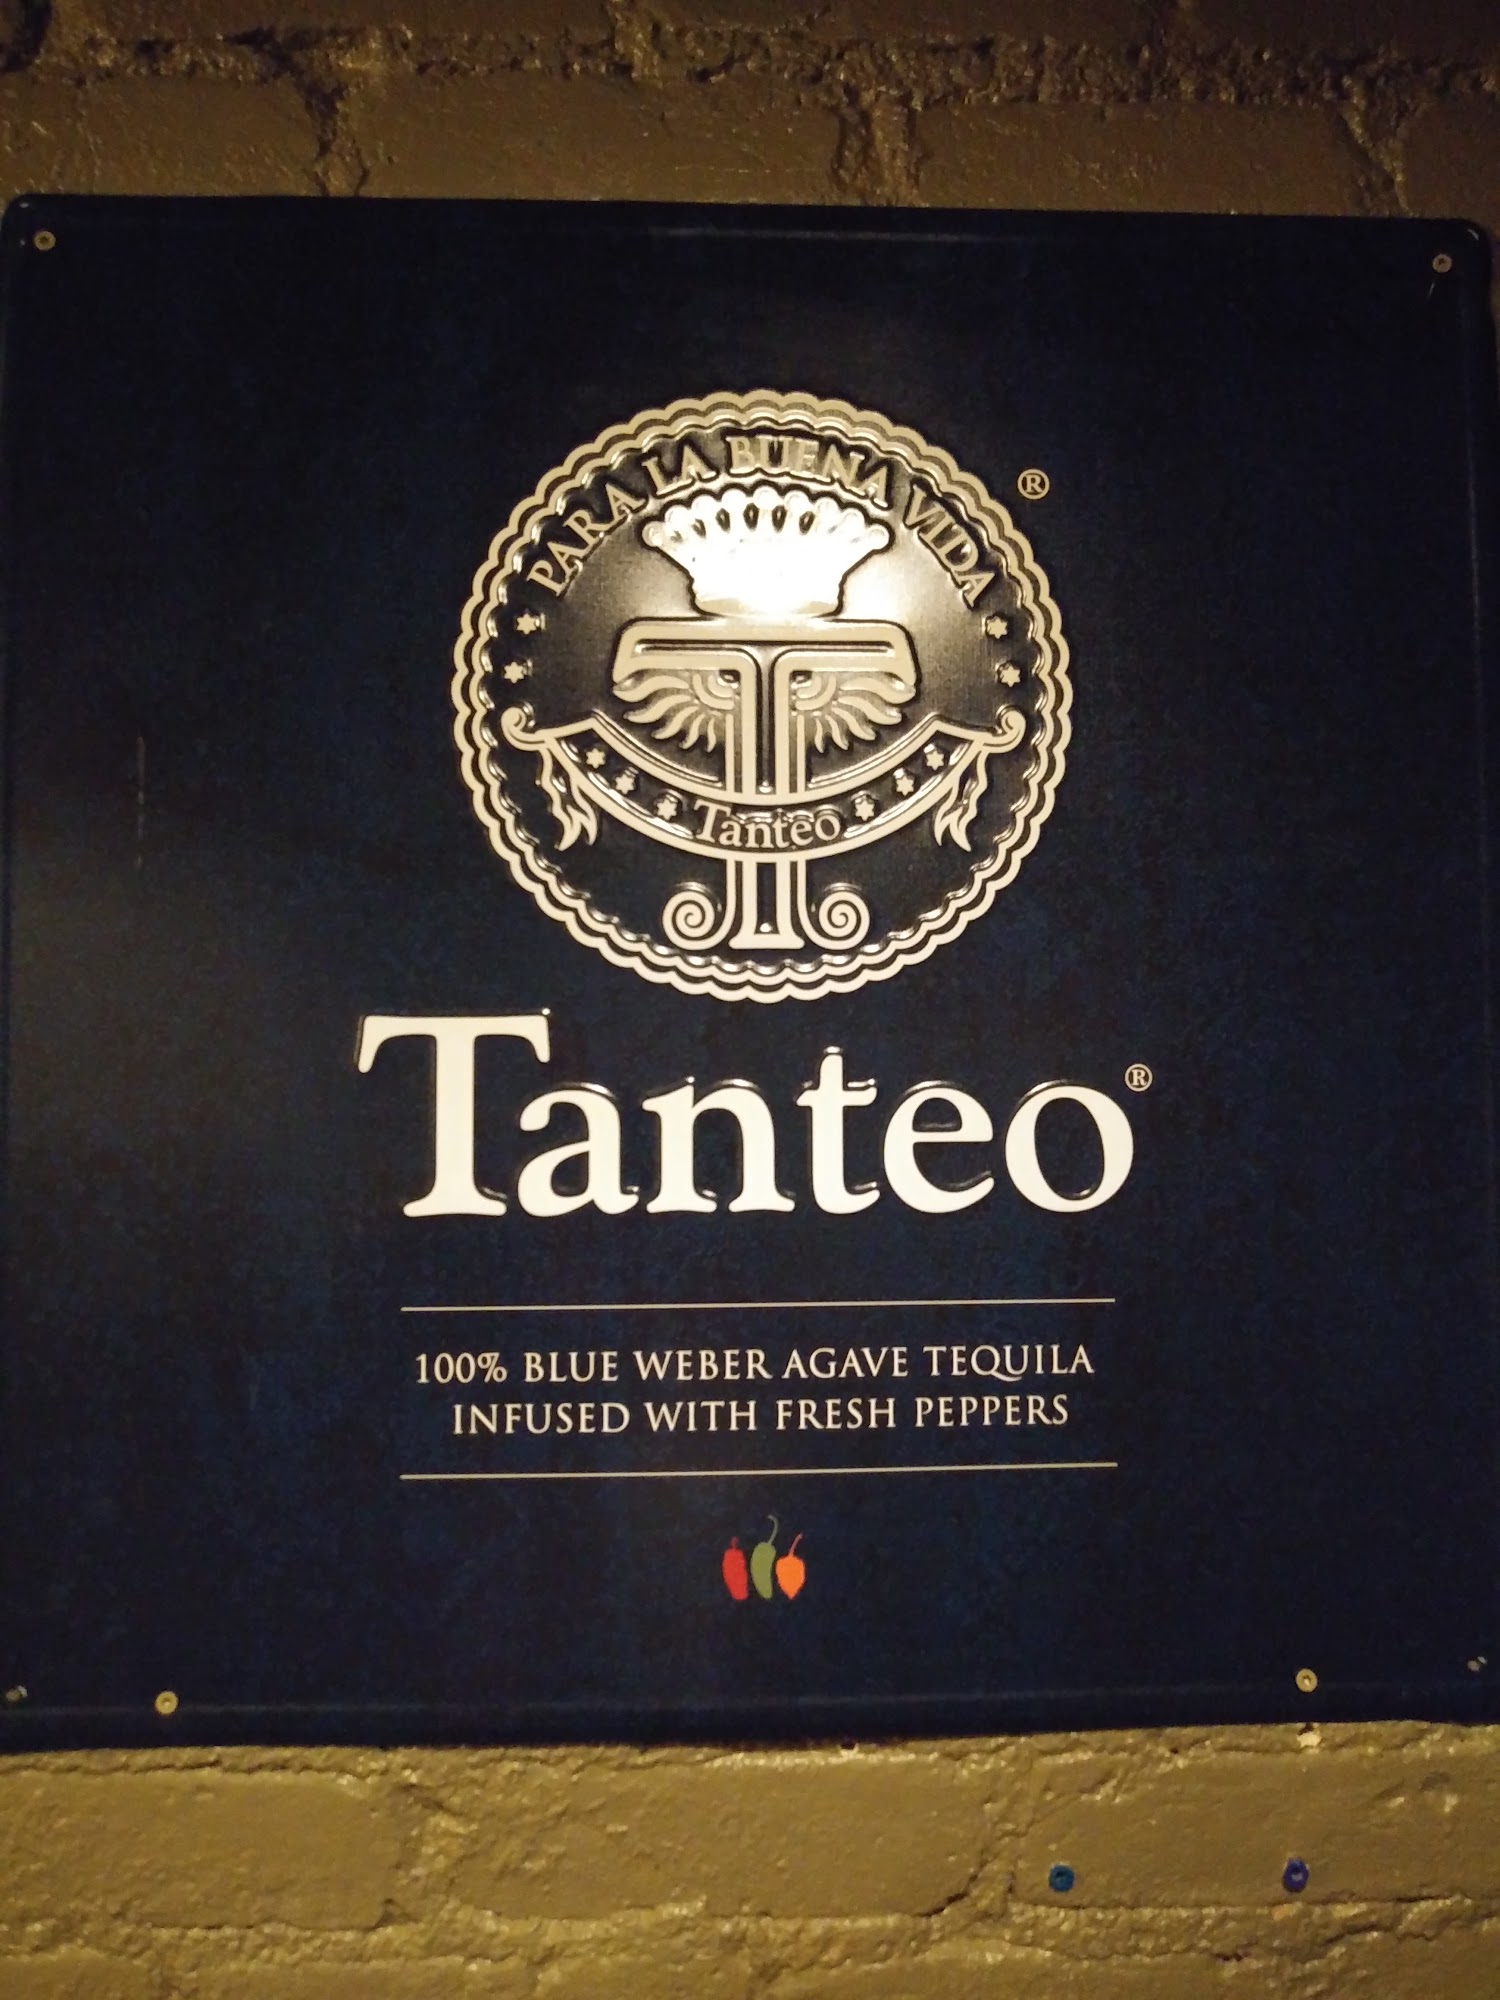 PARA LA BUENA VIDA
®
Tanteo
Tanteo®
100% BLUE WEBER AGAVE TEQUILA
INFUSED WITH FRESH PEPPERS